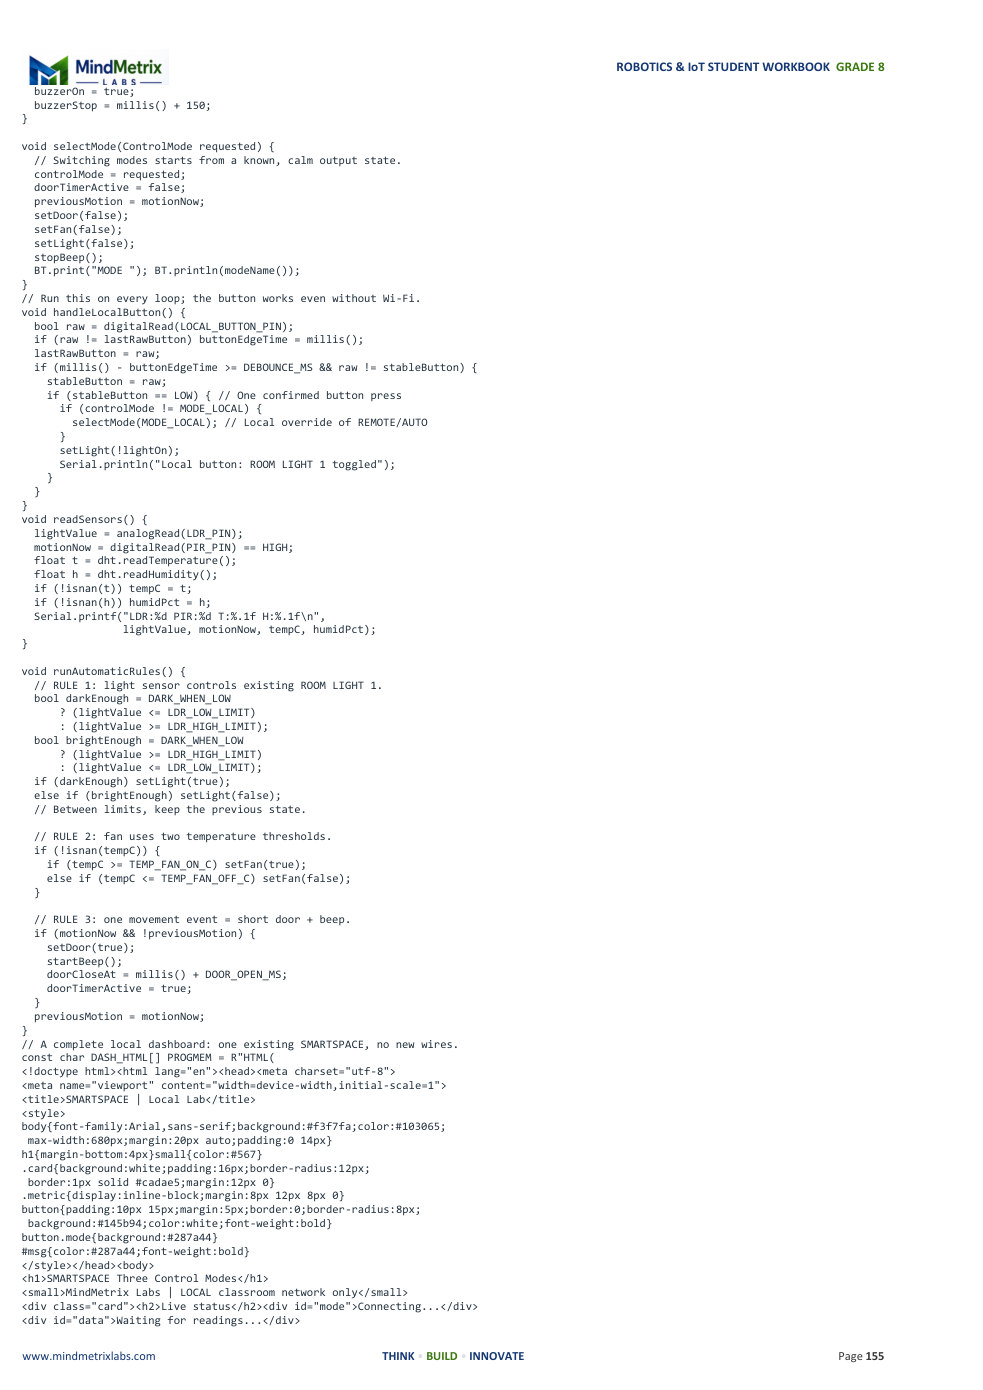 MindMetrix
LABS
ROBOTICS & IoT STUDENT WORKBOOK GRADE 8
  buzzerOn = true;
  buzzerStop = millis() + 150;
}

void selectMode(ControlMode requested) {
  // Switching modes starts from a known, calm output state.
  controlMode = requested;
  doorTimerActive = false;
  previousMotion = motionNow;
  setDoor(false);
  setFan(false);
  setLight(false);
  stopBeep();
  BT.print("MODE "); BT.println(modeName());
}
// Run this on every loop; the button works even without Wi-Fi.
void handleLocalButton() {
  bool raw = digitalRead(LOCAL_BUTTON_PIN);
  if (raw != lastRawButton) buttonEdgeTime = millis();
  lastRawButton = raw;
  if (millis() - buttonEdgeTime >= DEBOUNCE_MS && raw != stableButton) {
    stableButton = raw;
    if (stableButton == LOW) { // One confirmed button press
      if (controlMode != MODE_LOCAL) {
        selectMode(MODE_LOCAL); // Local override of REMOTE/AUTO
      }
      setLight(!lightOn);
      Serial.println("Local button: ROOM LIGHT 1 toggled");
    }
  }
}
void readSensors() {
  lightValue = analogRead(LDR_PIN);
  motionNow = digitalRead(PIR_PIN) == HIGH;
  float t = dht.readTemperature();
  float h = dht.readHumidity();
  if (!isnan(t)) tempC = t;
  if (!isnan(h)) humidPct = h;
  Serial.printf("LDR:%d PIR:%d T:%.1f H:%.1f\n",
                lightValue, motionNow, tempC, humidPct);
}

void runAutomaticRules() {
  // RULE 1: light sensor controls existing ROOM LIGHT 1.
  bool darkEnough = DARK_WHEN_LOW
      ? (lightValue <= LDR_LOW_LIMIT)
      : (lightValue >= LDR_HIGH_LIMIT);
  bool brightEnough = DARK_WHEN_LOW
      ? (lightValue >= LDR_HIGH_LIMIT)
      : (lightValue <= LDR_LOW_LIMIT);
  if (darkEnough) setLight(true);
  else if (brightEnough) setLight(false);
  // Between limits, keep the previous state.

  // RULE 2: fan uses two temperature thresholds.
  if (!isnan(tempC)) {
    if (tempC >= TEMP_FAN_ON_C) setFan(true);
    else if (tempC <= TEMP_FAN_OFF_C) setFan(false);
  }

  // RULE 3: one movement event = short door + beep.
  if (motionNow && !previousMotion) {
    setDoor(true);
    startBeep();
    doorCloseAt = millis() + DOOR_OPEN_MS;
    doorTimerActive = true;
  }
  previousMotion = motionNow;
}
// A complete local dashboard: one existing SMARTSPACE, no new wires.
const char DASH_HTML[] PROGMEM = R"HTML(
<!doctype html><html lang="en"><head><meta charset="utf-8">
<meta name="viewport" content="width=device-width,initial-scale=1">
<title>SMARTSPACE | Local Lab</title>
<style>
body{font-family:Arial,sans-serif;background:#f3f7fa;color:#103065;
 max-width:680px;margin:20px auto;padding:0 14px}
h1{margin-bottom:4px}small{color:#567}
.card{background:white;padding:16px;border-radius:12px;
 border:1px solid #cadae5;margin:12px 0}
.metric{display:inline-block;margin:8px 12px 8px 0}
button{padding:10px 15px;margin:5px;border:0;border-radius:8px;
 background:#145b94;color:white;font-weight:bold}
button.mode{background:#287a44}
#msg{color:#287a44;font-weight:bold}
</style></head><body>
<h1>SMARTSPACE Three Control Modes</h1>
<small>MindMetrix Labs | LOCAL classroom network only</small>
<div class="card"><h2>Live status</h2><div id="mode">Connecting...</div>
<div id="data">Waiting for readings...</div>
www.mindmetrixlabs.com THINK • BUILD • INNOVATE Page 155